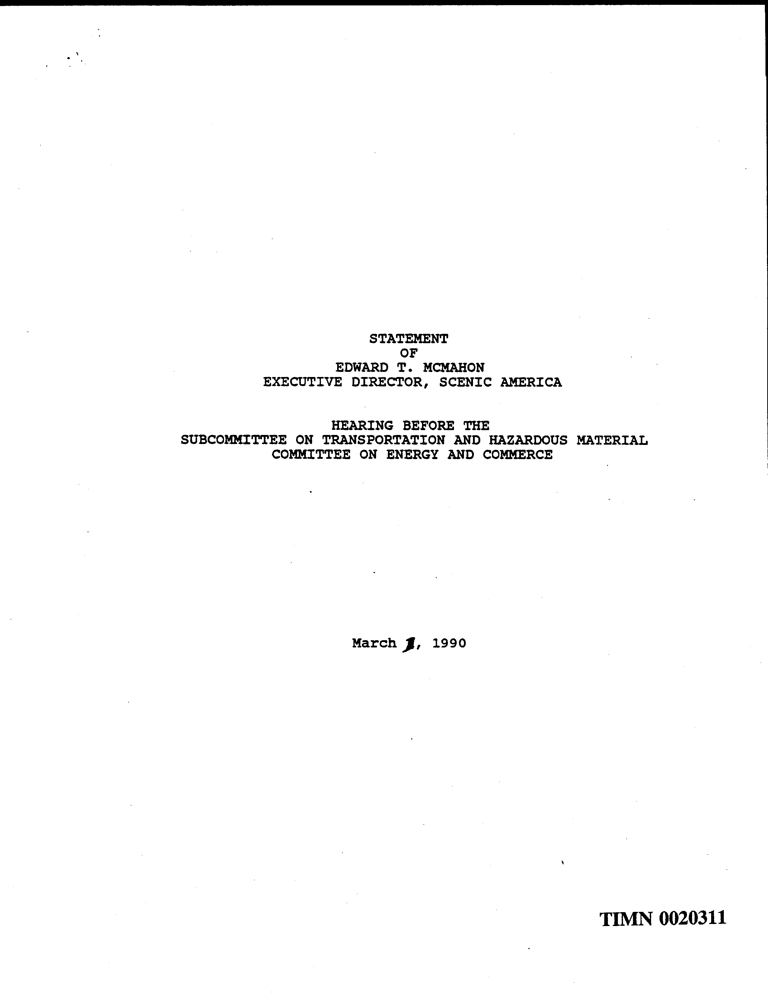 STATEMENT
OF
EDWARD T. MCMAHON
EXECUTIVE DIRECTOR, SCENIC AMERICA
HEARING BEFORE THE
SUBCOMMITTEE ON TRANSPORTATION AND HAZARDOUS MATERIAL
COMMITTEE ON ENERGY AND COMMERCE
March 1, 1990
TIMN 0020311